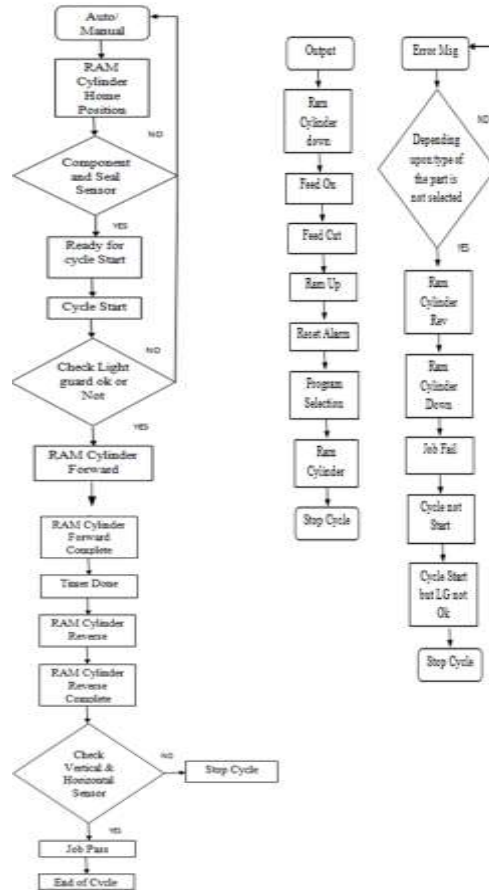 Auto/
Manual
RAM
Cylinder
Home
Position
NO
Component
and Seal
Sensor
YES
Ready for
cycle Start
Cycle Start
NO
Check Light
guard ok or
Not
YES
RAM Cylinder
Forward
RAM Cylinder
Forward
Complete
Timer Done
RAM Cylinder
Reverse
RAM Cylinder
Reverse
Complete
Check
Vertical &
Horizontal
Sensor
NO
Stop Cycle
YES
Job Pass
End of Cycle
Output
Ram
Cylinder
down
Feed On
Feed Cut
Ram Up
Reset Alarm
Program
Selection
Ram
Cylinder
Stop Cycle
Error Msg
NO
Depending
upon/type of
the part is
not selected
YES
Ram
Cylinder
Rev
Ram
Cylinder
Down
Job Fail
Cycle not
Start
Cycle Start
but LG not
Ok
Stop Cycle